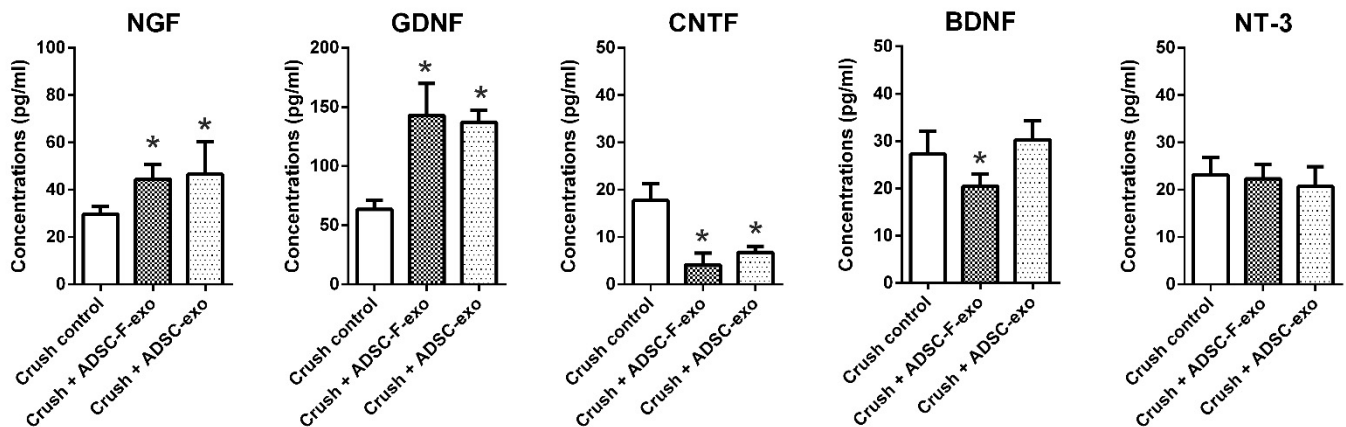 NGF
Concentrations (pg/ml)
100
80
60
40
20
0
*
*
Crush control
Crush + ADSC-F-exo
Crush + ADSC-exo
GDNF
Concentrations (pg/ml)
200
150
100
50
0
*
*
Crush control
Crush + ADSC-F-exo
Crush + ADSC-exo
CNTF
Concentrations (pg/ml)
50
40
30
20
10
0
*
*
Crush control
Crush + ADSC-F-exo
Crush + ADSC-exo
BDNF
Concentrations (pg/ml)
50
40
30
20
10
0
*
Crush control
Crush + ADSC-F-exo
Crush + ADSC-exo
NT-3
Concentrations (pg/ml)
50
40
30
20
10
0
Crush control
Crush + ADSC-F-exo
Crush + ADSC-exo